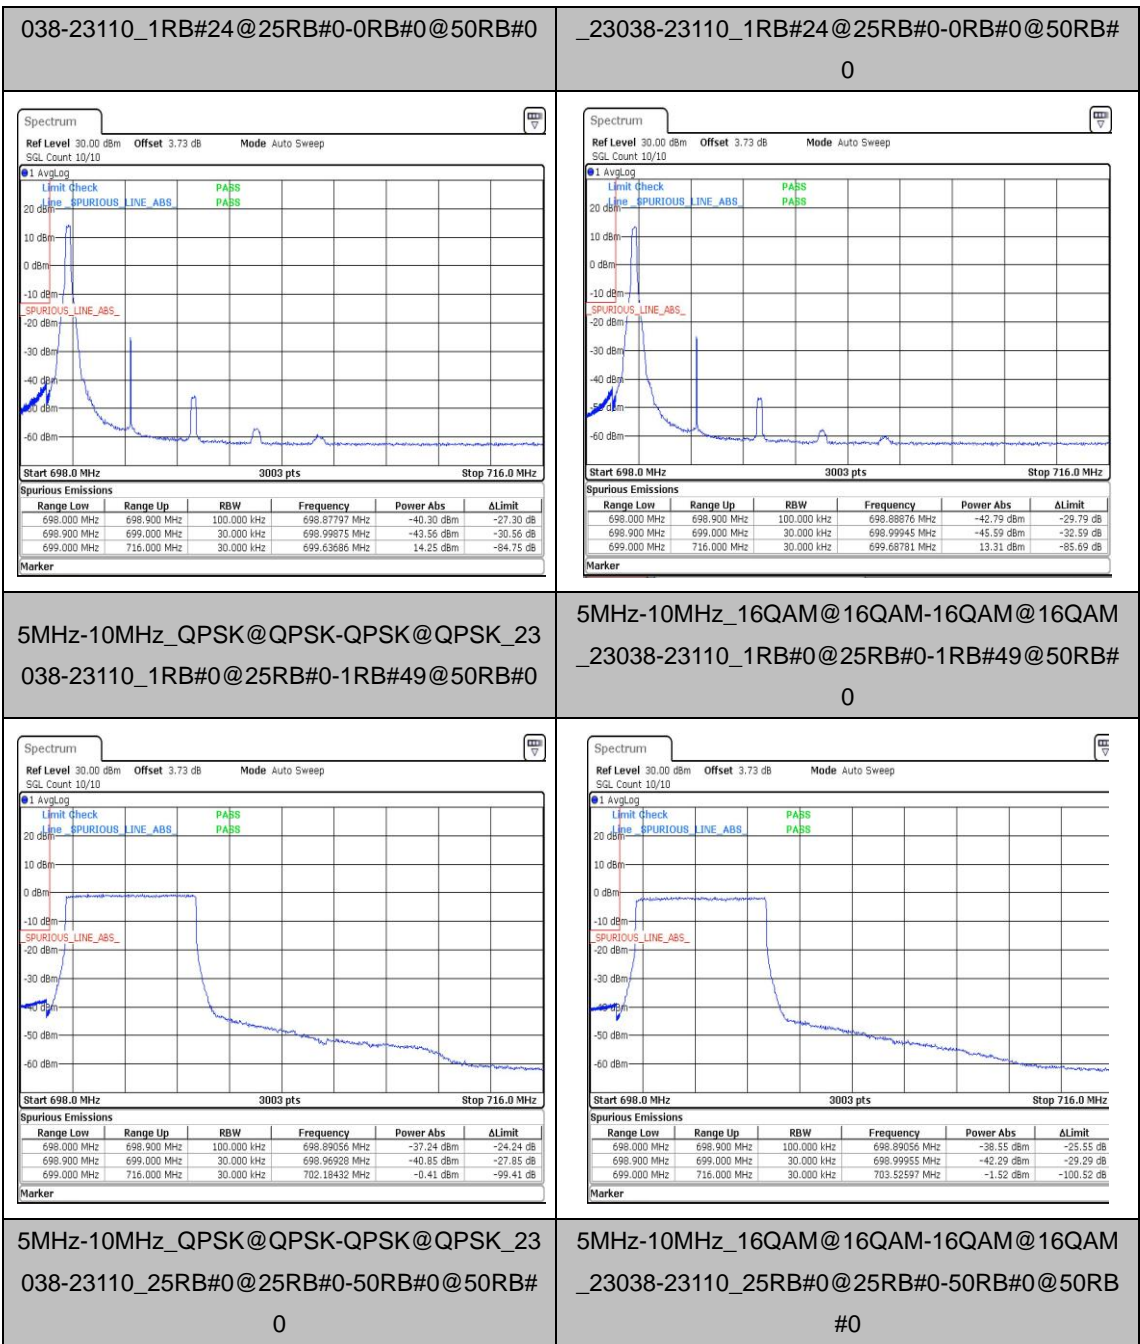 038-23110_1RB#24@25RB#0-0RB#0@50RB#0
_23038-23110_1RB#24@25RB#0-0RB#0@50RB#
0
Spectrum
Ref Level 30.00 dBm Offset 3.73 dB Mode Auto Sweep
SGL Count 10/10
1 AvgLog
Limit Check PASS
Line _SPURIOUS_LINE_ABS_ PASS
20 dBm
10 dBm
0 dBm
-10 dBm
_SPURIOUS_LINE_ABS_
-20 dBm
-30 dBm
-40 dBm
-50 dBm
-60 dBm
Start 698.0 MHz 3003 pts Stop 716.0 MHz
Spurious Emissions
Range Low Range Up RBW Frequency Power Abs ΔLimit
698.000 MHz 698.900 MHz 100.000 kHz 698.87797 MHz -40.30 dBm -27.30 dB
698.900 MHz 699.000 MHz 30.000 kHz 698.99875 MHz -43.56 dBm -30.56 dB
699.000 MHz 716.000 MHz 30.000 kHz 699.63686 MHz 14.25 dBm -84.75 dB
Marker
Spectrum
Ref Level 30.00 dBm Offset 3.73 dB Mode Auto Sweep
SGL Count 10/10
1 AvgLog
Limit Check PASS
Line _SPURIOUS_LINE_ABS_ PASS
20 dBm
10 dBm
0 dBm
-10 dBm
_SPURIOUS_LINE_ABS_
-20 dBm
-30 dBm
-40 dBm
-50 dBm
-60 dBm
Start 698.0 MHz 3003 pts Stop 716.0 MHz
Spurious Emissions
Range Low Range Up RBW Frequency Power Abs ΔLimit
698.000 MHz 698.900 MHz 100.000 kHz 698.88876 MHz -42.79 dBm -29.79 dB
698.900 MHz 699.000 MHz 30.000 kHz 698.99945 MHz -45.59 dBm -32.59 dB
699.000 MHz 716.000 MHz 30.000 kHz 699.68781 MHz 13.31 dBm -85.69 dB
Marker
5MHz-10MHz_QPSK@QPSK-QPSK@QPSK_23
038-23110_1RB#0@25RB#0-1RB#49@50RB#0
5MHz-10MHz_16QAM@16QAM-16QAM@16QAM
_23038-23110_1RB#0@25RB#0-1RB#49@50RB#
0
Spectrum
Ref Level 30.00 dBm Offset 3.73 dB Mode Auto Sweep
SGL Count 10/10
1 AvgLog
Limit Check PASS
Line _SPURIOUS_LINE_ABS_ PASS
20 dBm
10 dBm
0 dBm
-10 dBm
_SPURIOUS_LINE_ABS_
-20 dBm
-30 dBm
-40 dBm
-50 dBm
-60 dBm
Start 698.0 MHz 3003 pts Stop 716.0 MHz
Spurious Emissions
Range Low Range Up RBW Frequency Power Abs ΔLimit
698.000 MHz 698.900 MHz 100.000 kHz 698.89056 MHz -37.24 dBm -24.24 dB
698.900 MHz 699.000 MHz 30.000 kHz 698.96928 MHz -40.85 dBm -27.85 dB
699.000 MHz 716.000 MHz 30.000 kHz 702.18432 MHz -0.41 dBm -99.41 dB
Marker
Spectrum
Ref Level 30.00 dBm Offset 3.73 dB Mode Auto Sweep
SGL Count 10/10
1 AvgLog
Limit Check PASS
Line _SPURIOUS_LINE_ABS_ PASS
20 dBm
10 dBm
0 dBm
-10 dBm
_SPURIOUS_LINE_ABS_
-20 dBm
-30 dBm
-40 dBm
-50 dBm
-60 dBm
Start 698.0 MHz 3003 pts Stop 716.0 MHz
Spurious Emissions
Range Low Range Up RBW Frequency Power Abs ΔLimit
698.000 MHz 698.900 MHz 100.000 kHz 698.89056 MHz -38.55 dBm -25.55 dB
698.900 MHz 699.000 MHz 30.000 kHz 698.99955 MHz -42.29 dBm -29.29 dB
699.000 MHz 716.000 MHz 30.000 kHz 703.52597 MHz -1.52 dBm -100.52 dB
Marker
5MHz-10MHz_QPSK@QPSK-QPSK@QPSK_23
038-23110_25RB#0@25RB#0-50RB#0@50RB#
0
5MHz-10MHz_16QAM@16QAM-16QAM@16QAM
_23038-23110_25RB#0@25RB#0-50RB#0@50RB
#0